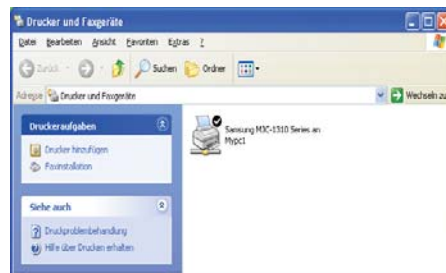 Drucker und Faxgeräte
Datei Bearbeiten Ansicht Favoriten Extras ?
Zurück Suchen Ordner
Adresse Drucker und Faxgeräte Wechseln zu
Druckeraufgaben
Drucker hinzufügen
Faxinstallation
Samsung MJC-1310 Series an
Mypc1
Siehe auch
Druckproblembehandlung
Hilfe über Drucken erhalten